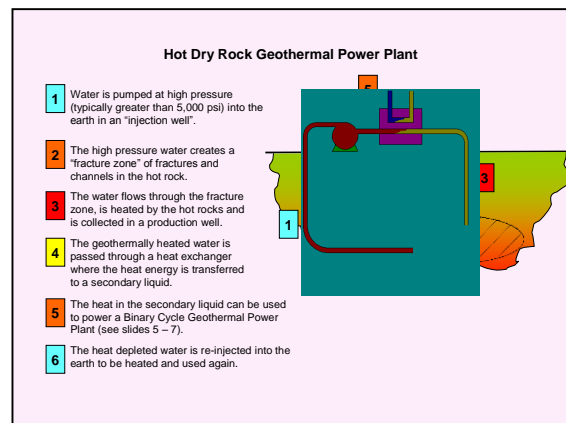 Hot Dry Rock Geothermal Power Plant
1
Water is pumped at high pressure
(typically greater than 5,000 psi) into the
earth in an “injection well”.
2
The high pressure water creates a
“fracture zone” of fractures and
channels in the hot rock.
3
The water flows through the fracture
zone, is heated by the hot rocks and
is collected in a production well.
4
The geothermally heated water is
passed through a heat exchanger
where the heat energy is transferred
to a secondary liquid.
5
The heat in the secondary liquid can be used
to power a Binary Cycle Geothermal Power
Plant (see slides 5 – 7).
6
The heat depleted water is re-injected into the
earth to be heated and used again.
5
3
1